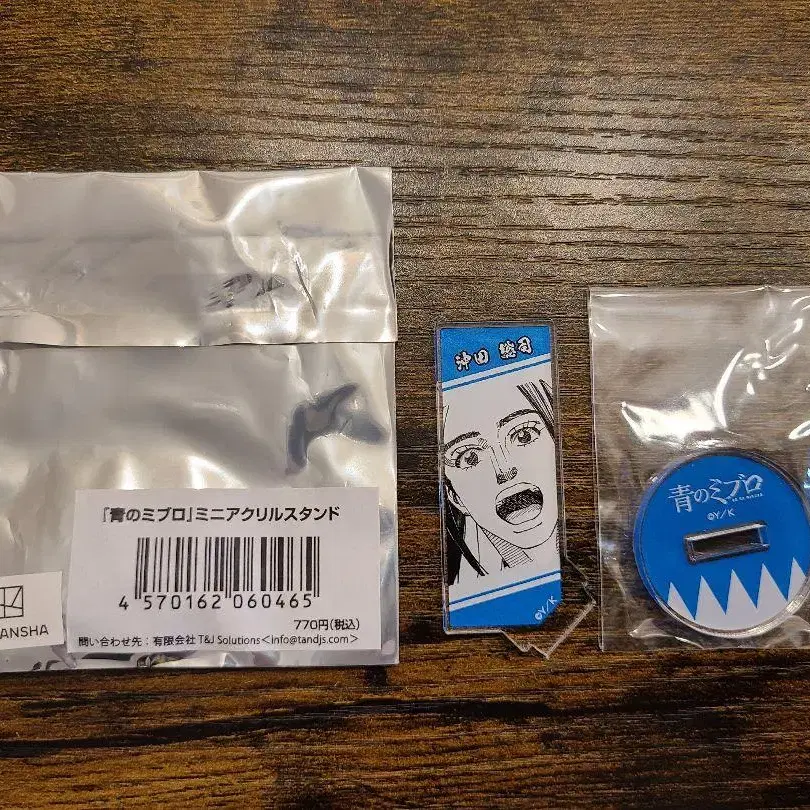 「青のミブロ」ミニアクリルスタンド
4 570162 060465
770円(税込)
問い合わせ先：有限会社 T&J Solutions<info@tandjs.com>
ANSHA
沖田 総司
©Y/K
青のミブロ
©Y/K